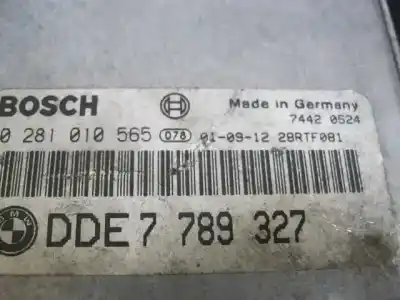 BOSCH
Made in Germany
7442 0524
0 281 010 565 078 01-09-12 28RTF081
BMW
DDE 7 789 327